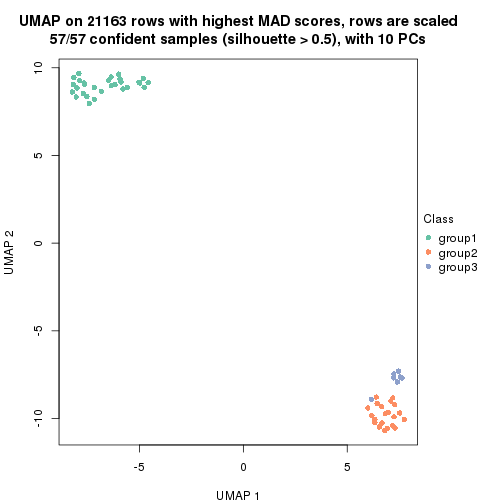 UMAP on 21163 rows with highest MAD scores, rows are scaled
57/57 confident samples (silhouette > 0.5), with 10 PCs
10
5
0
-5
-10
UMAP 2
-5
0
5
UMAP 1
Class
group1
group2
group3